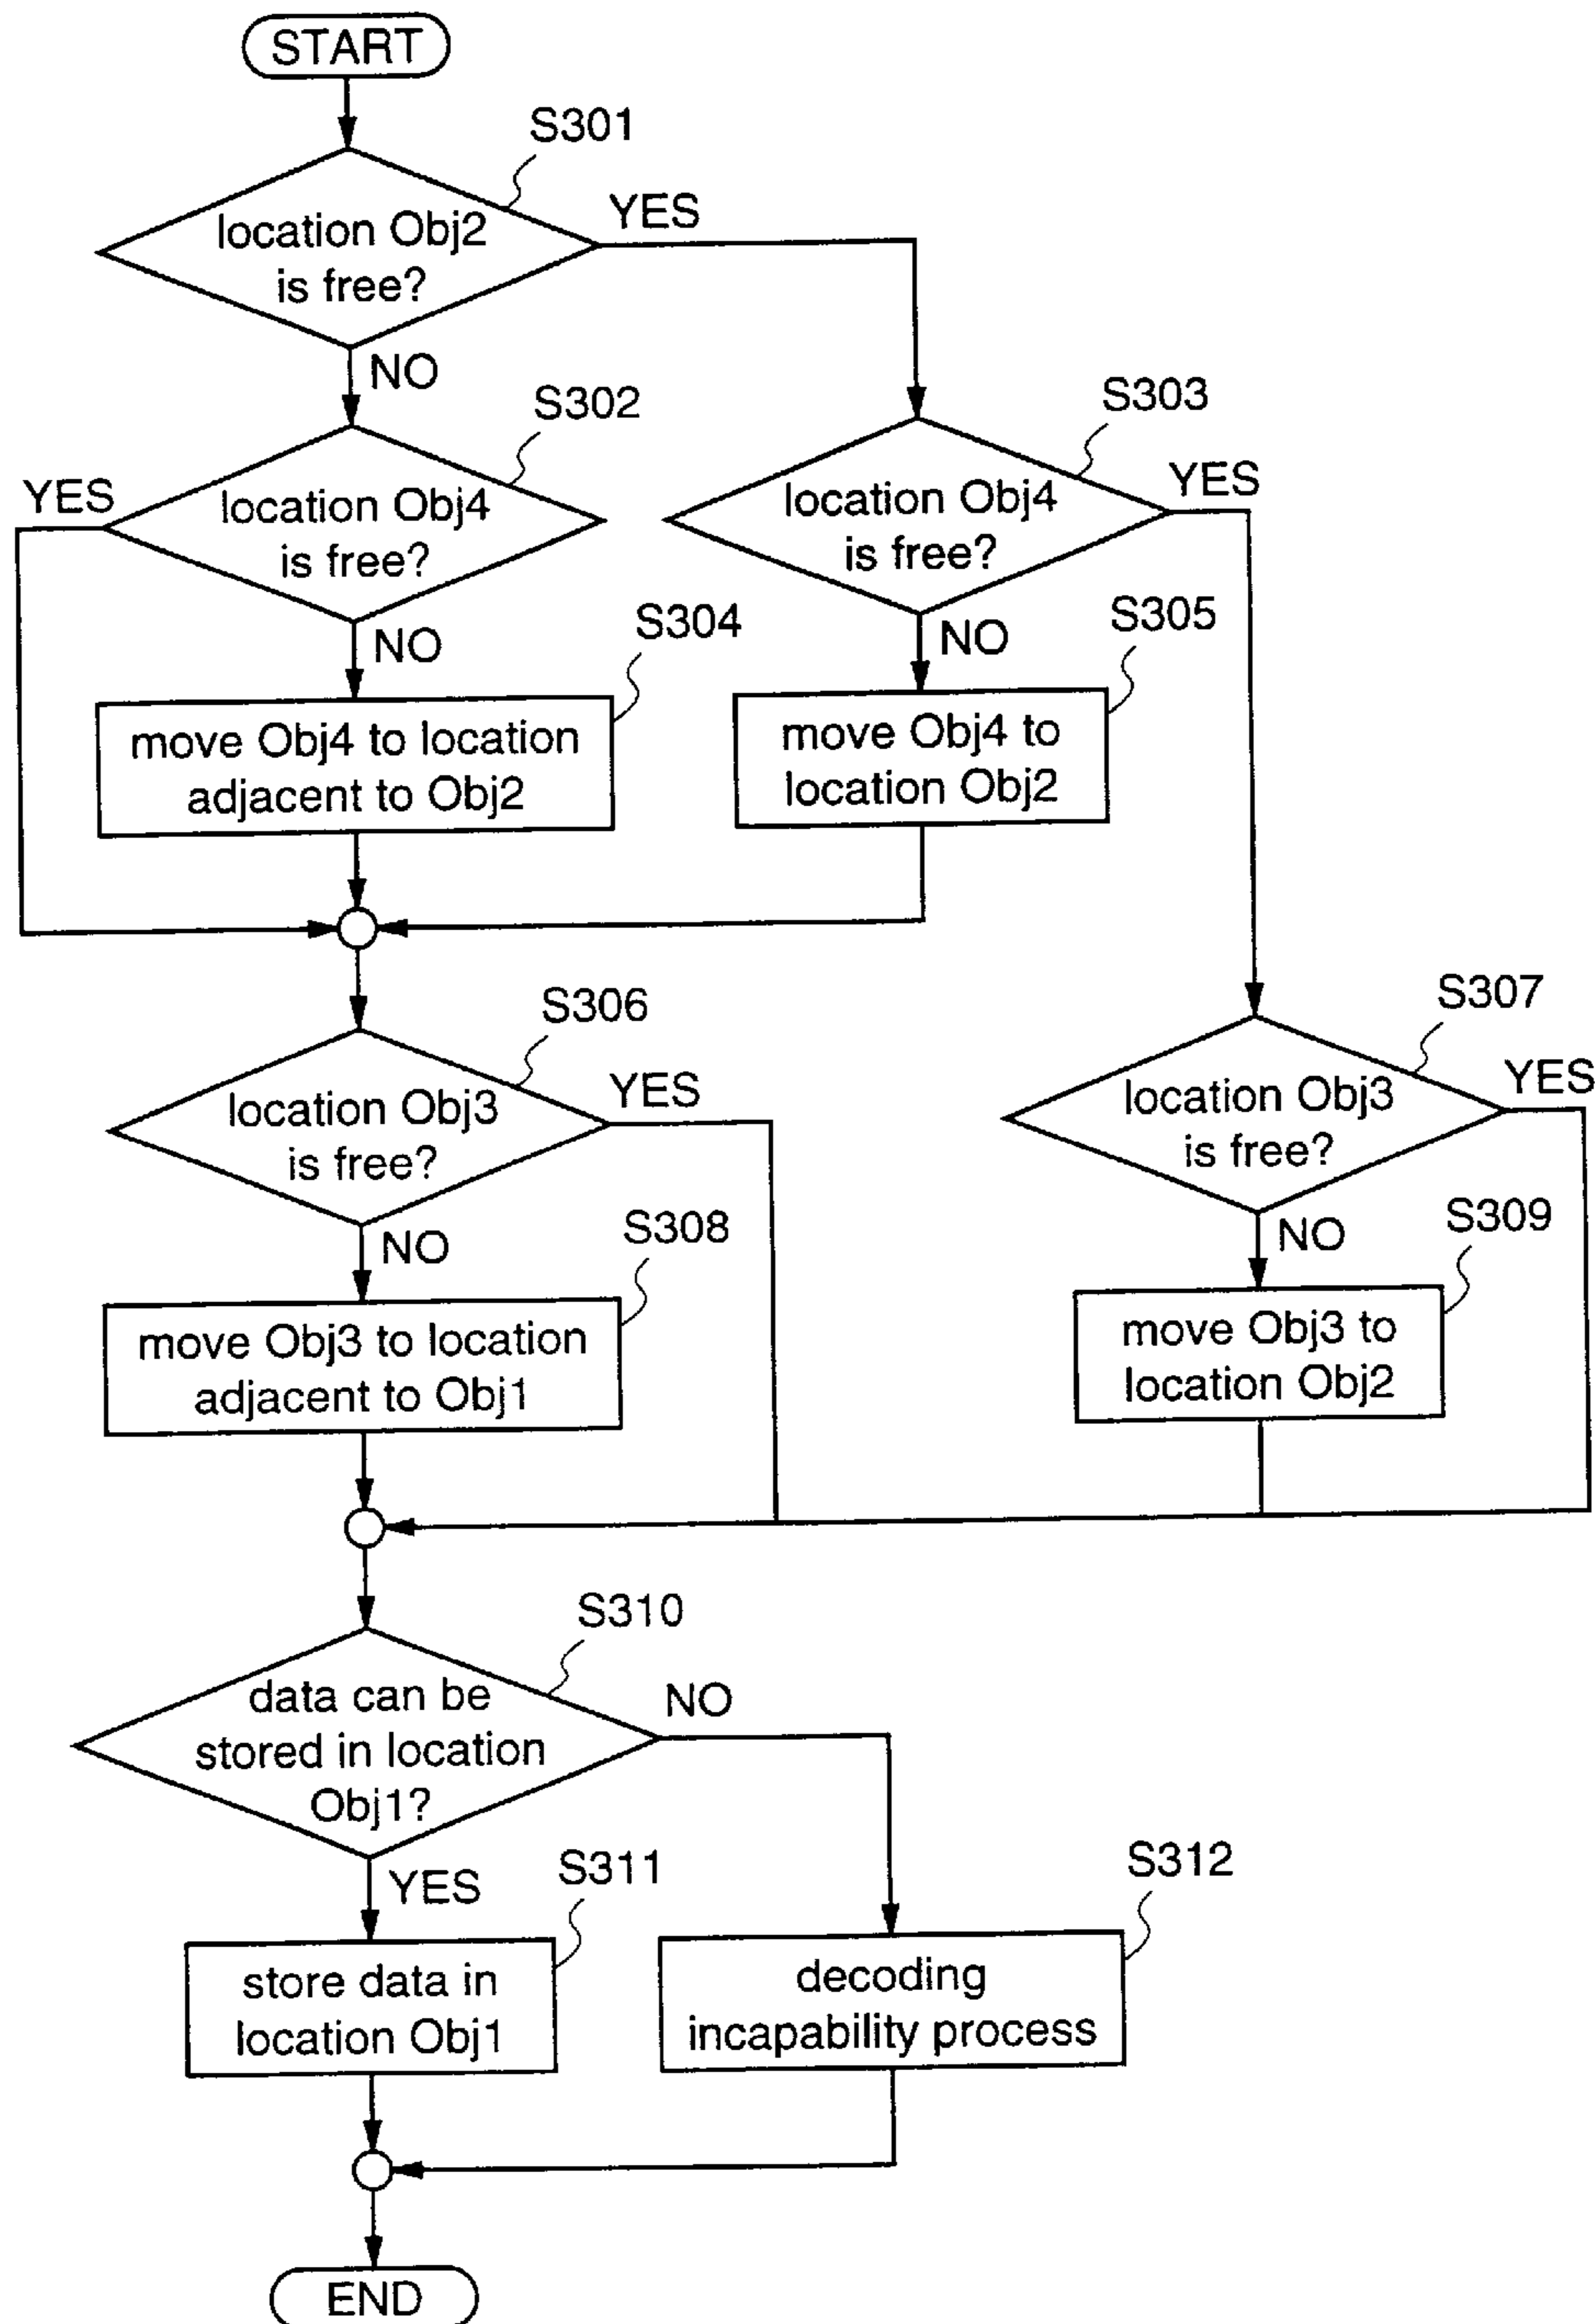 START
S301
location Obj2
is free?
YES
NO
S302
S303
YES
location Obj4
is free?
location Obj4
is free?
YES
NO
S304
NO
S305
move Obj4 to location
adjacent to Obj2
move Obj4 to
location Obj2
S306
S307
location Obj3
is free?
YES
location Obj3
is free?
YES
NO
S308
NO
S309
move Obj3 to location
adjacent to Obj1
move Obj3 to
location Obj2
S310
data can be
stored in location
Obj1?
NO
YES
S311
S312
store data in
location Obj1
decoding
incapability process
END